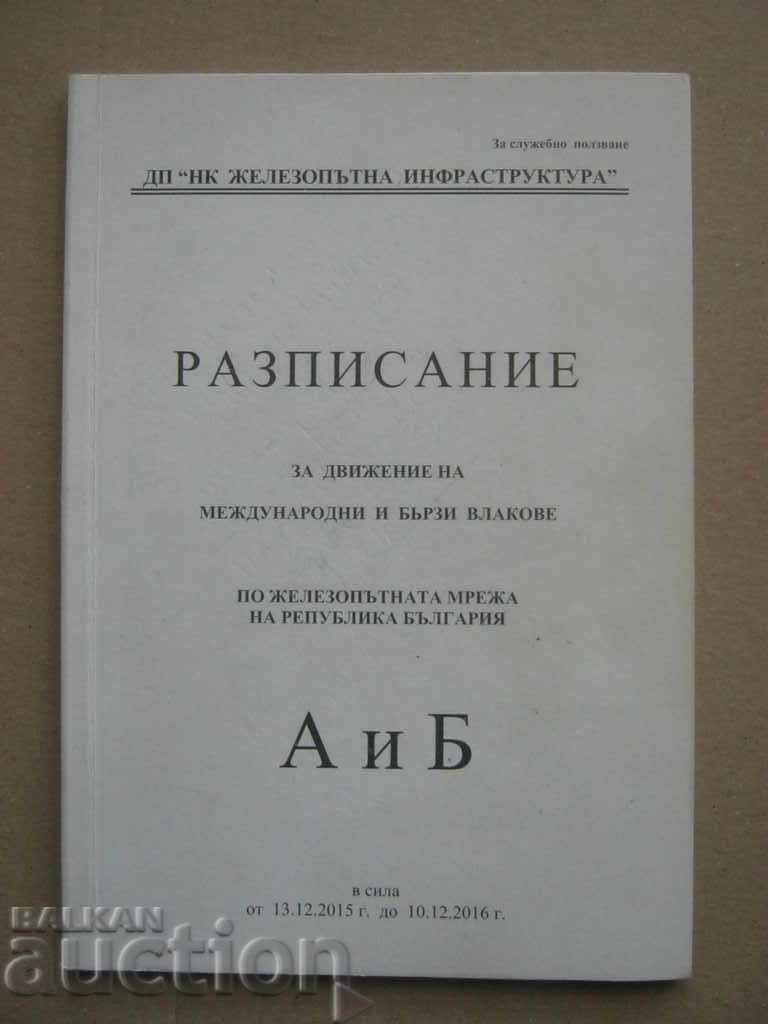 За служебно ползване
ДП "НК ЖЕЛЕЗОПЪТНА ИНФРАСТРУКТУРА"
РАЗПИСАНИЕ
ЗА ДВИЖЕНИЕ НА
МЕЖДУНАРОДНИ И БЪРЗИ ВЛАКОВЕ
ПО ЖЕЛЕЗОПЪТНАТА МРЕЖА
НА РЕПУБЛИКА БЪЛГАРИЯ
А и Б
в сила
от 13.12.2015 г. до 10.12.2016 г.
BALKAN
auction